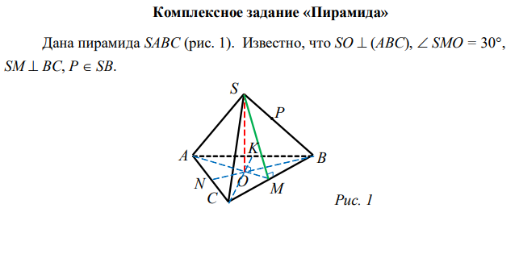 Комплексное задание «Пирамида»
Дана пирамида SABC (рис. 1). Известно, что SO ⊥ (ABC), ∠ SMO = 30°,
SM ⊥ BC, P ∈ SB.
S
P
K
A
B
N
O
M
C
Рис. 1